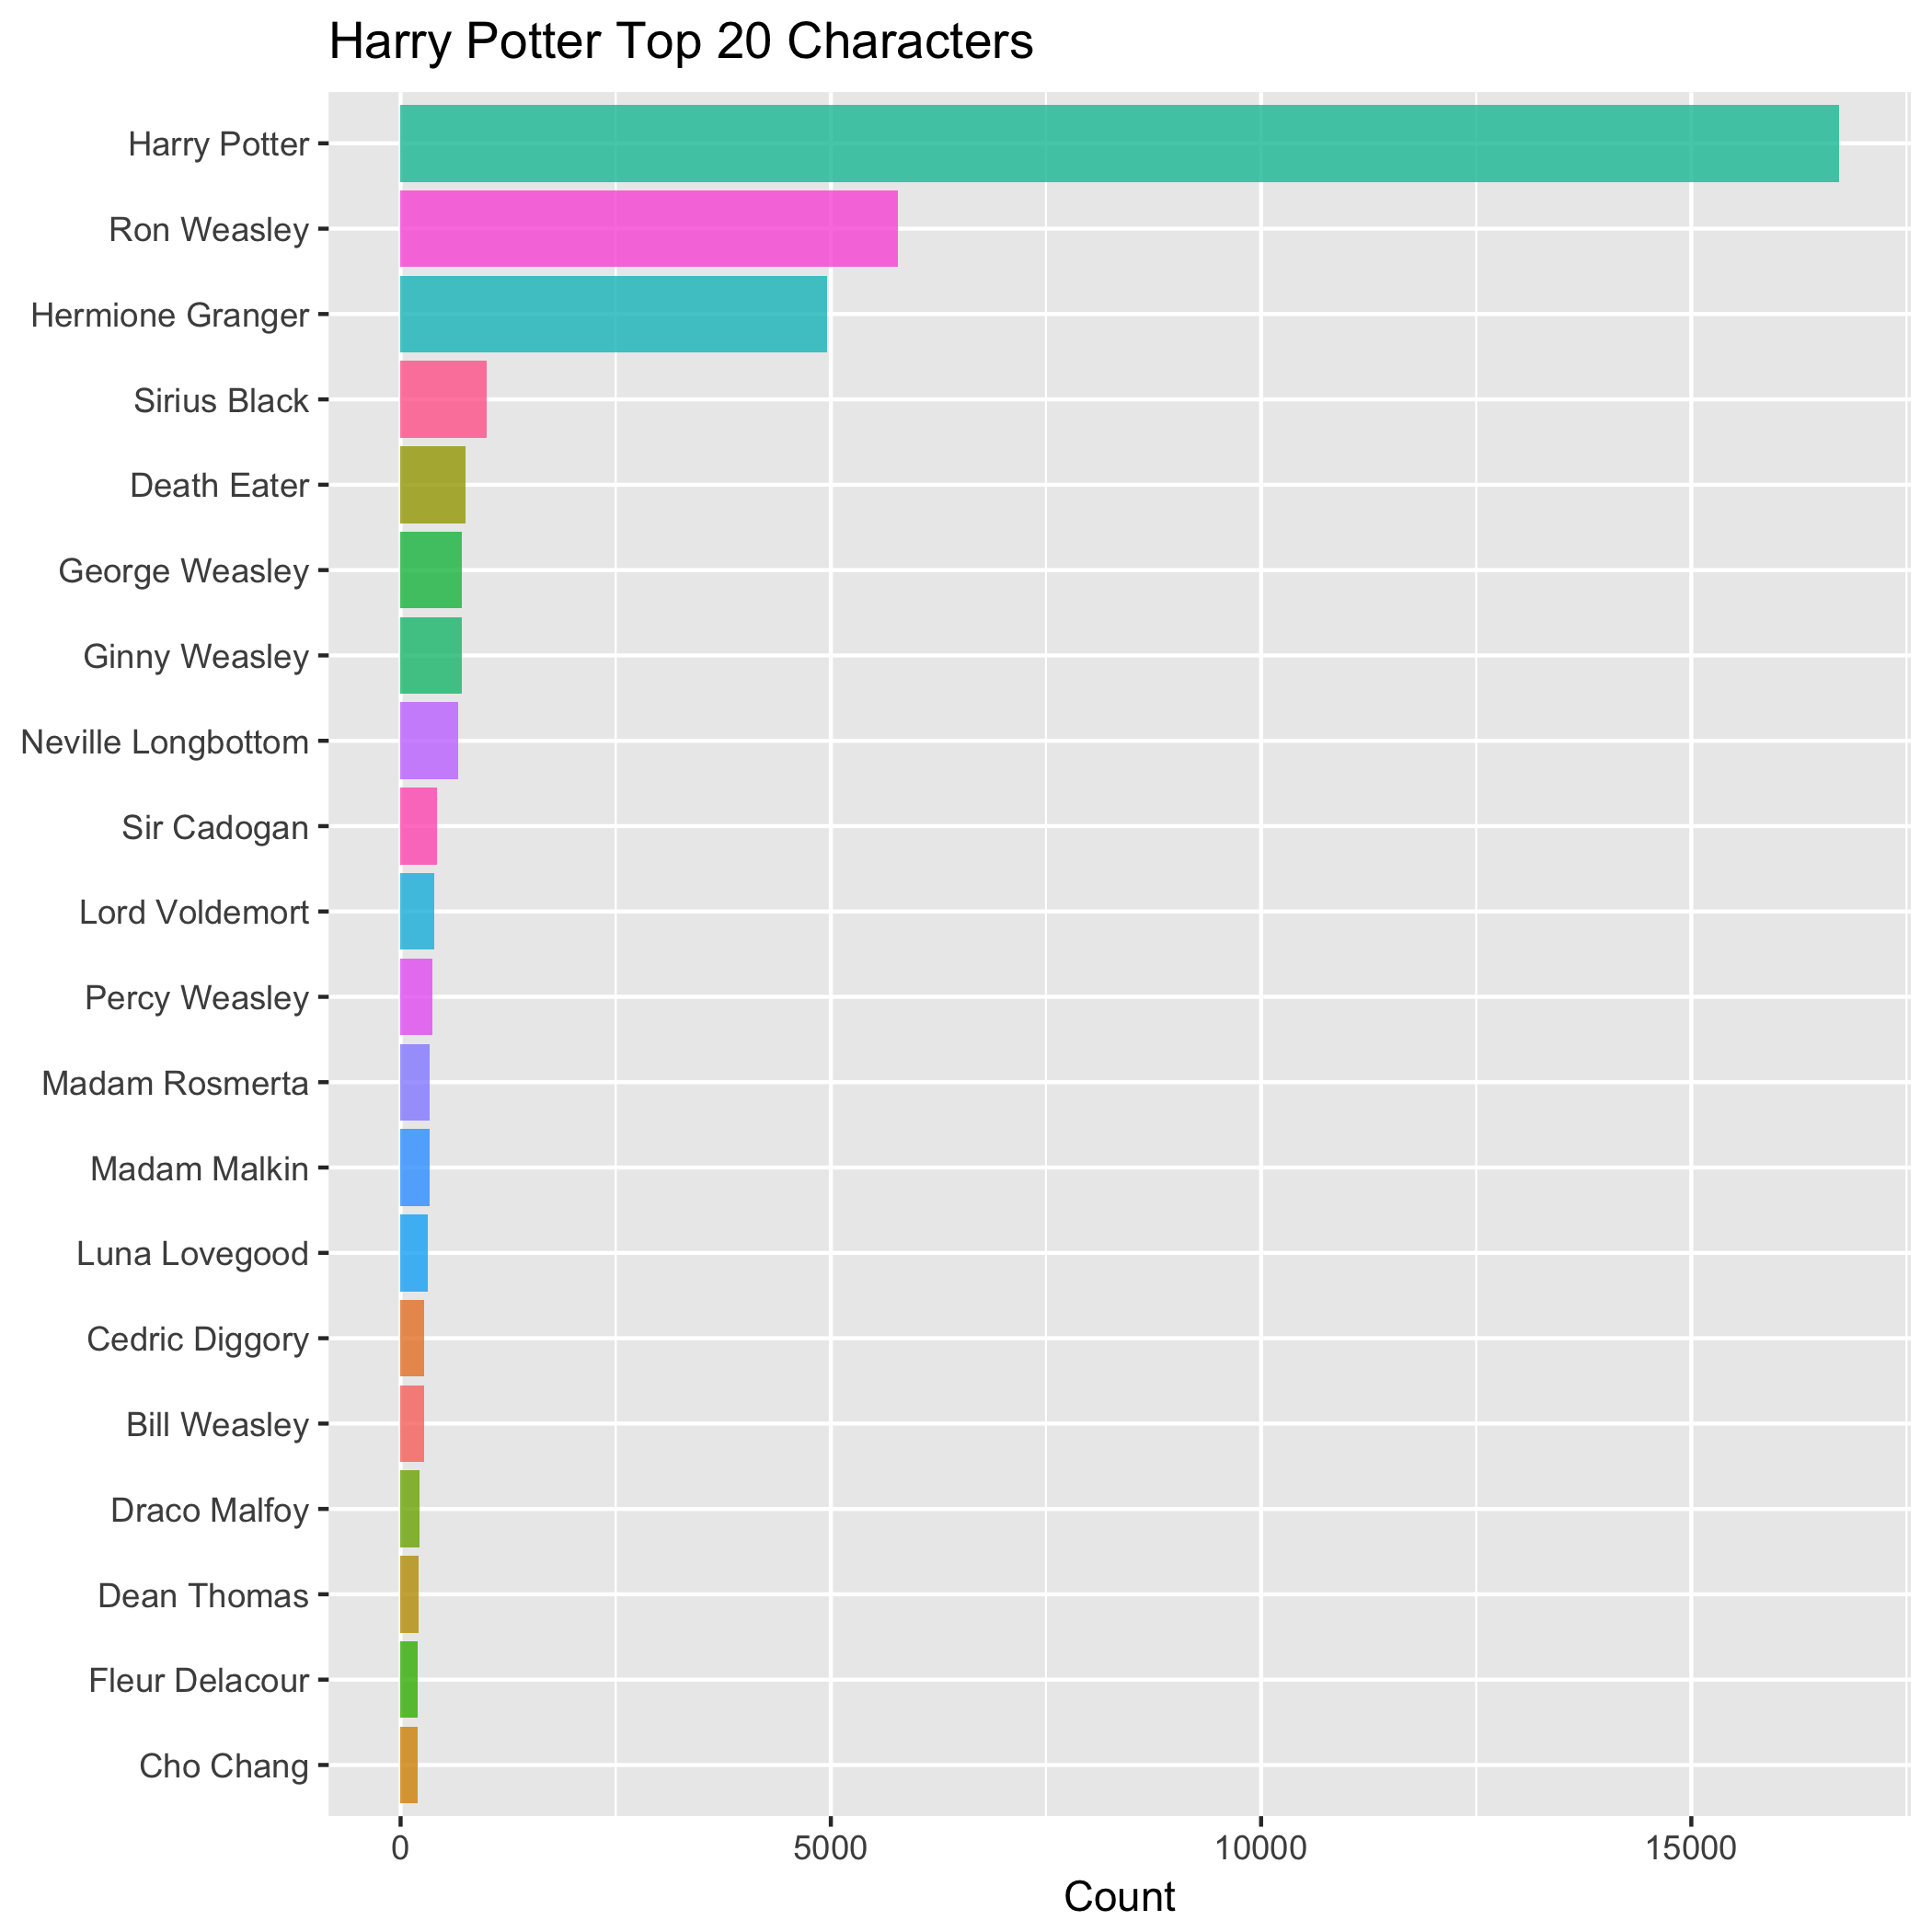 Harry Potter Top 20 Characters
Harry Potter
Ron Weasley
Hermione Granger
Sirius Black
Death Eater
George Weasley
Ginny Weasley
Neville Longbottom
Sir Cadogan
Lord Voldemort
Percy Weasley
Madam Rosmerta
Madam Malkin
Luna Lovegood
Cedric Diggory
Bill Weasley
Draco Malfoy
Dean Thomas
Fleur Delacour
Cho Chang
0 5000 10000 15000
Count